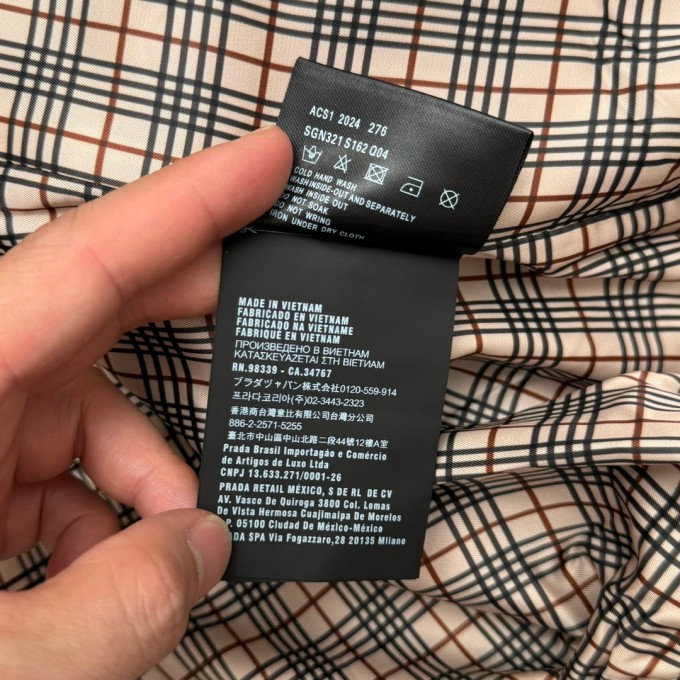 ACS1 2024 276
SGN321 S162 Q04
COLD HAND WASH
WASH INSIDE-OUT AND SEPARATELY
WASH INSIDE OUT
DO NOT SOAK
DO NOT WRING
IRON UNDER DRY CLOTH
MADE IN VIETNAM
FABRICADO EN VIETNAM
FABRICADO NA VIETNAME
FABRIQUÉ EN VIETNAM
ПРОИЗВЕДЕНО В ВИЕТНАМ
ΚΑΤΑΣΚΕΥΑΖΕΤΑΙ ΣΤΗ ΒΙΕΤΙΑΜ
RN.98339 - CA.34767
プラダジャパン株式会社0120-559-914
프라다코리아(주)02-3443-2323
香港商台灣意比有限公司台灣分公司
886-2-2571-5255
臺北市中山區中山北路二段44號12樓A室
Prada Brasil Importagão e Comércio
de Artigos de Luxo Ltda
CNPJ 13.633.271/0001-26
PRADA RETAIL MÉXICO, S DE RL DE CV
AV. Vasco De Quiroga 3800 Col. Lomas
De Vista Hermosa Cuajimalpa De Morelos
P. 05100 Ciudad De México-México
DA SPA Via Fogazzaro,28 20135 Milano